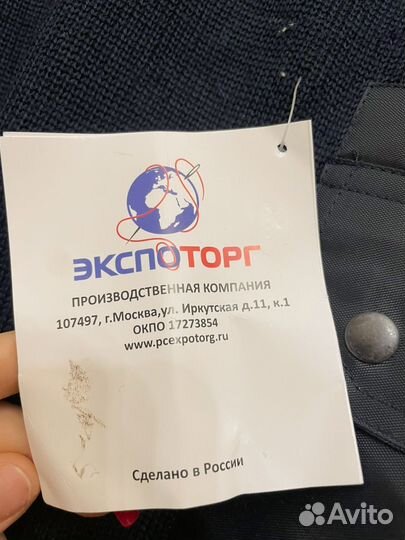 ЭКСПОТОРГ
ПРОИЗВОДСТВЕННАЯ КОМПАНИЯ
107497, г.Москва,ул. Иркутская д.11, к.1
ОКПО 17273854
www.pcexpotorg.ru
Сделано в России
Avito